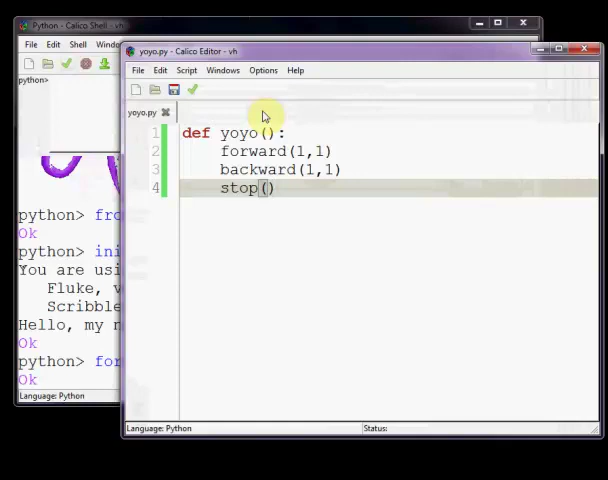 Python - Calico Shell - vh
File Edit Shell Windo
python>
python> fro
Ok
python> ini
You are usi
Fluke, v
Scribble
Hello, my n
Ok
python> for
Ok
Language: Python
yoyo.py - Calico Editor - vh
File Edit Script Windows Options Help
yoyo.py
1 def yoyo():
2 forward(1,1)
3 backward(1,1)
4 stop()
Language: Python Status: